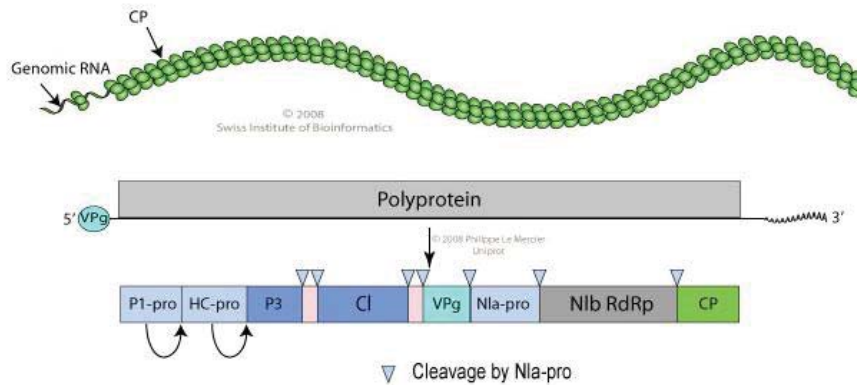 CP
Genomic RNA
© 2008
Swiss Institute of Bioinformatics
Polyprotein
5' VPg 3'
© 2008 Philippe Le Mercier
Uniprot
P1-pro HC-pro P3 CI VPg NIa-pro NIb RdRp CP
Cleavage by NIa-pro